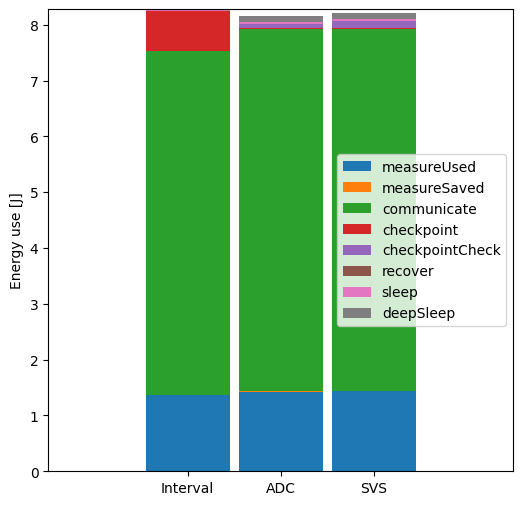 8
7
6
5
4
3
2
1
0
Energy use [J]
Interval
ADC
SVS
measureUsed
measureSaved
communicate
checkpoint
checkpointCheck
recover
sleep
deepSleep